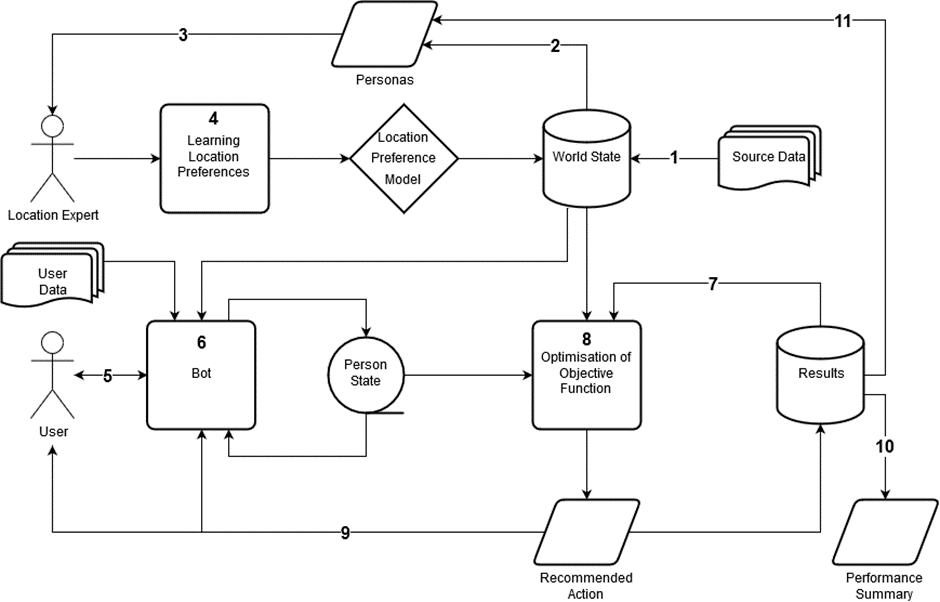 11
3
2
Personas
4
Learning
Location
Preferences
Location
Preference
Model
World State
1
Source Data
Location Expert
User
Data
7
6
Bot
8
Optimisation of
Objective
Function
Person
State
Results
5
User
10
9
Recommended
Action
Performance
Summary